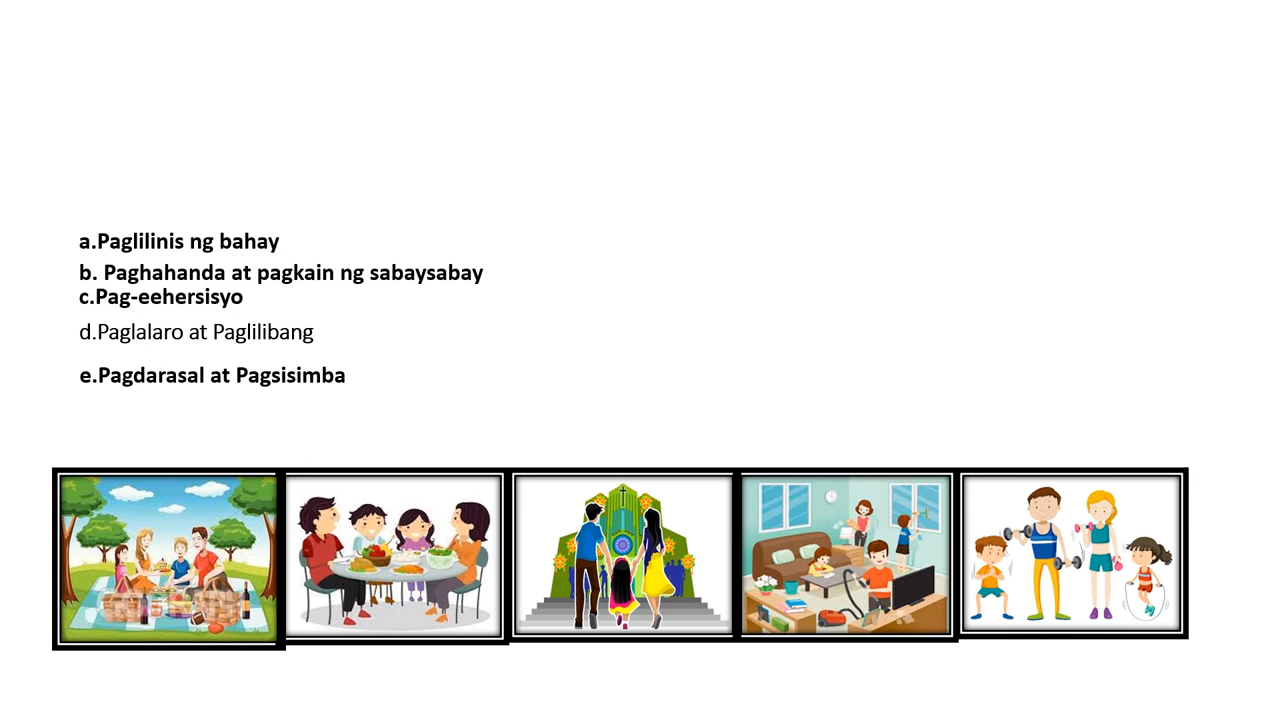 a.Paglilinis ng bahay
b. Paghahanda at pagkain ng sabaysabay
c.Pag-eehersisyo
d.Paglalaro at Paglilibang
e.Pagdarasal at Pagsisimba